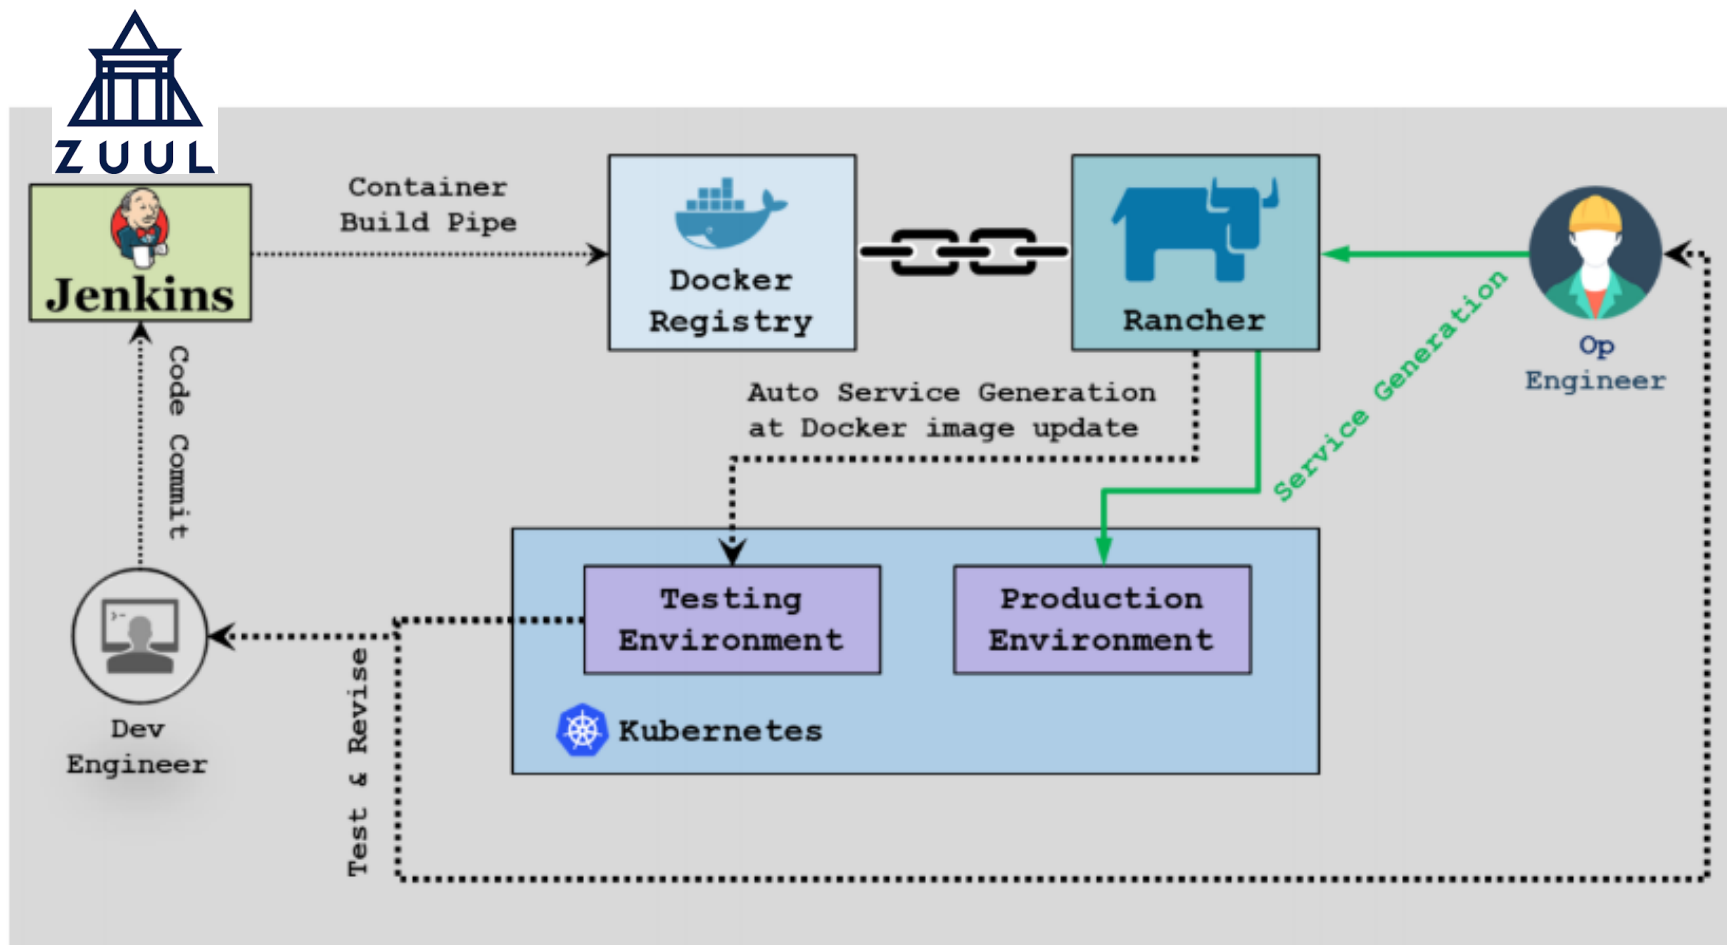 ZUUL
Jenkins
Container
Build Pipe
Docker
Registry
Rancher
Op
Engineer
Service Generation
Auto Service Generation
at Docker image update
Code Commit
Testing
Environment
Production
Environment
Kubernetes
>-
Dev
Engineer
Test & Revise